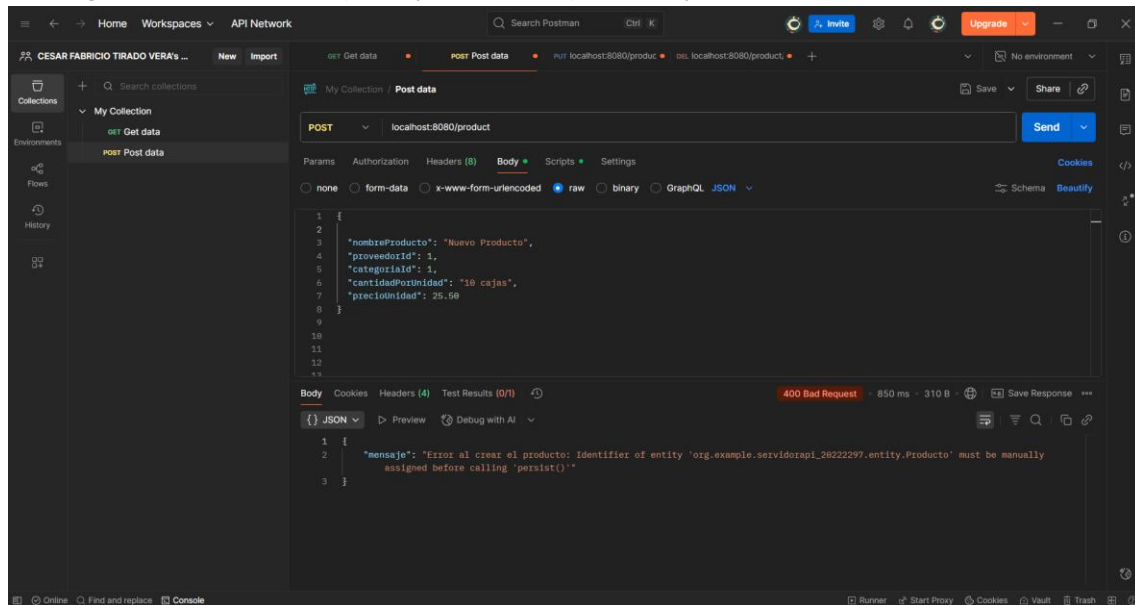 Home Workspaces API Network Search Postman Ctrl K Invite Upgrade
CESAR FABRICIO TIRADO VERA's ... New Import GET Get data POST Post data PUT localhost:8080/produc DEL localhost:8080/product, No environment
Collections Search collections My Collection / Post data Save Share
My Collection
Environments GET Get data POST localhost:8080/product Send
POST Post data
Flows Params Authorization Headers (8) Body Scripts Settings Cookies
none form-data x-www-form-urlencoded raw binary GraphQL JSON Schema Beautify
History
1 {
2
3 "nombreProducto": "Nuevo Producto",
4 "proveedorId": 1,
5 "categoriaId": 1,
6 "cantidadPorUnidad": "10 cajas",
7 "precioUnidad": 25.50
8 }
9
10
11
12
13
Body Cookies Headers (4) Test Results (0/1) 400 Bad Request 850 ms 310 B Save Response
{} JSON Preview Debug with AI
1 {
2 "mensaje": "Error al crear el producto: Identifier of entity 'org.example.servidorapi_20222297.entity.Producto' must be manually
assigned before calling 'persist()'"
3 }
Online Find and replace Console Runner Start Proxy Cookies Vault Trash